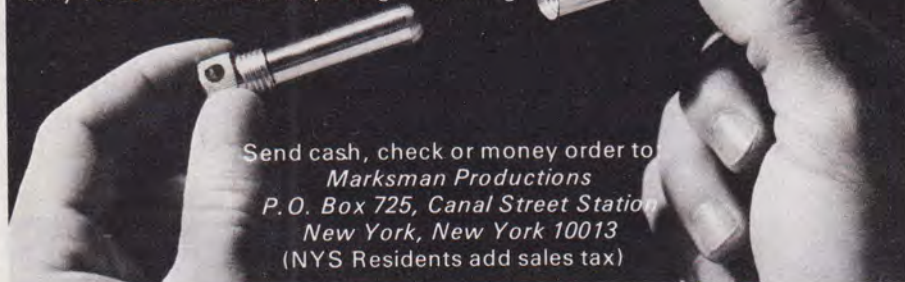 Send cash, check or money order to
Marksman Productions
P.O. Box 725, Canal Street Station
New York, New York 10013
(NYS Residents add sales tax)